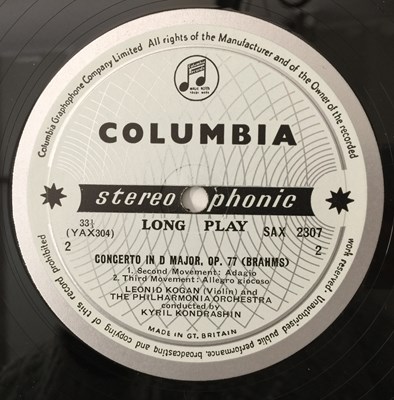 Columbia Graphophone Company Limited All rights of the Manufacturer and of the Owner of the recorded work reserved. Unauthorised public performance, broadcasting and copying of this record prohibited
COLUMBIA
stereophonic
33⅓ LONG PLAY SAX 2307
(YAX304)
2 2
CONCERTO IN D MAJOR, OP. 77 (BRAHMS)
1. Second Movement: Adagio
2. Third Movement: Allegro giocoso
LEONID KOGAN (Violin) and
THE PHILHARMONIA ORCHESTRA
conducted by
KYRIL KONDRASHIN
MADE IN GT. BRITAIN